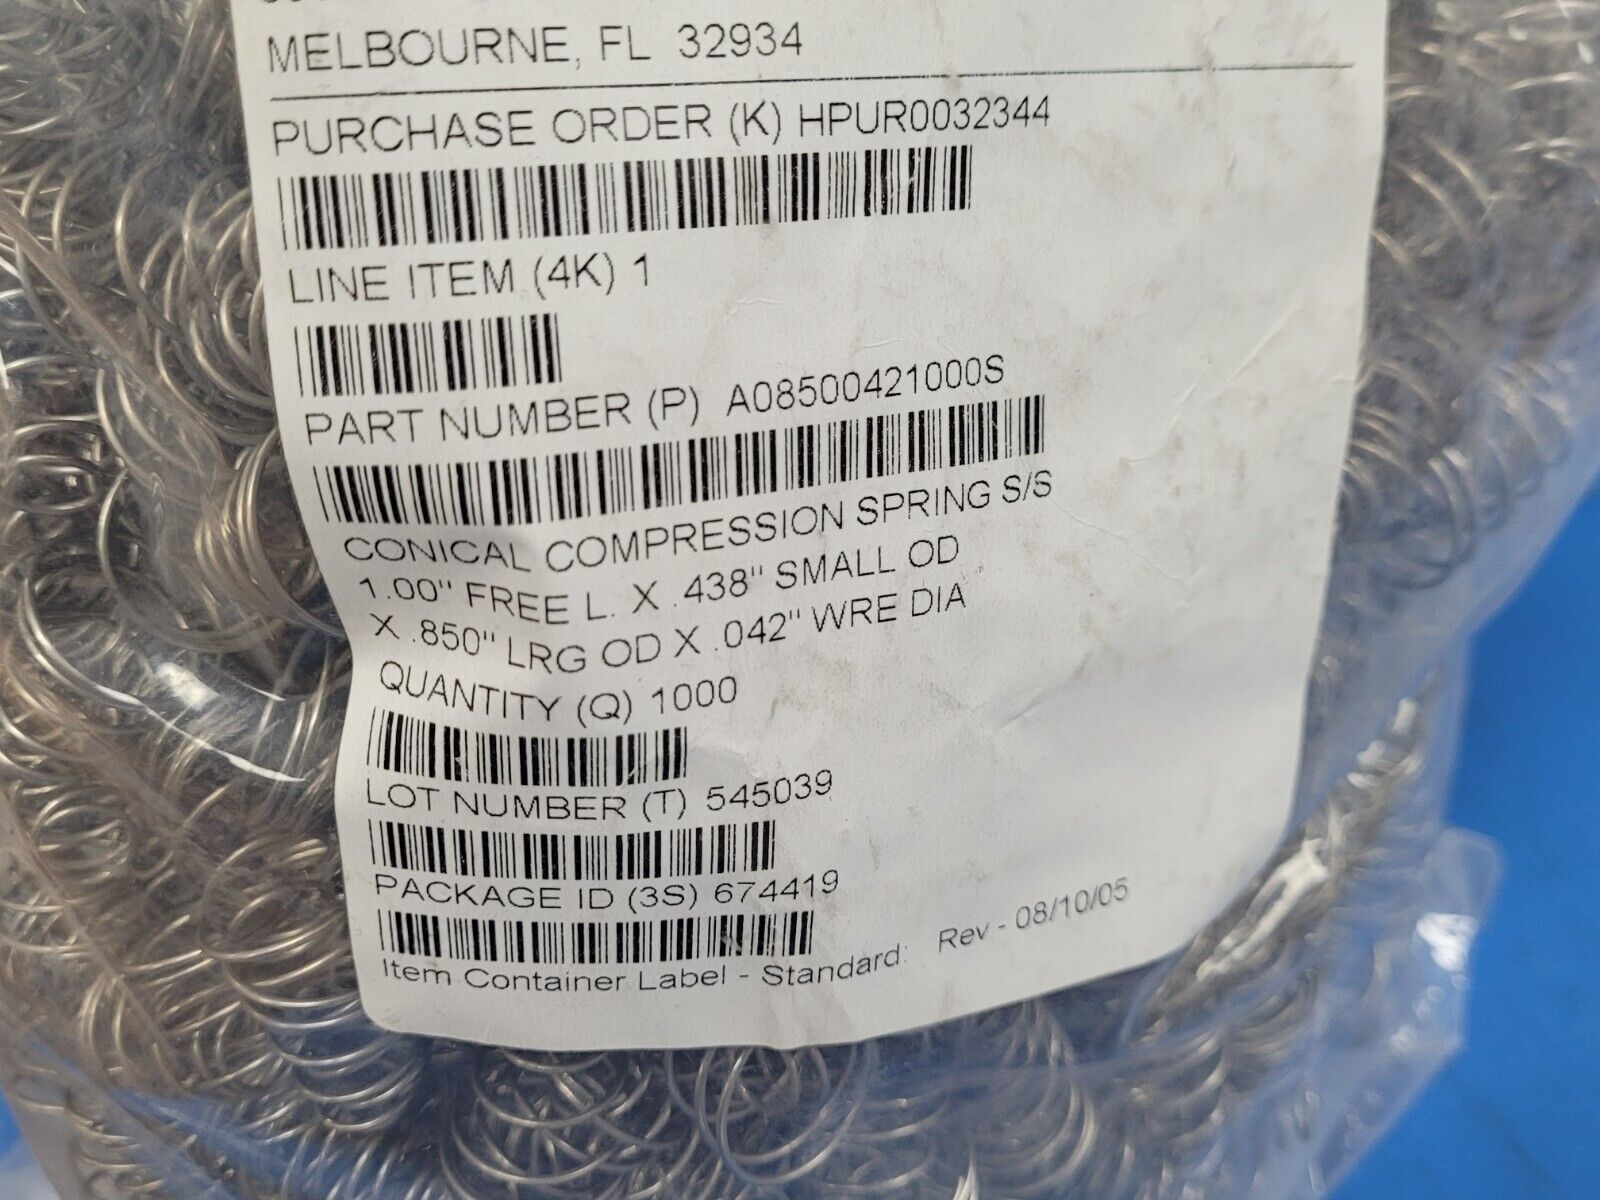 MELBOURNE, FL 32934
PURCHASE ORDER (K) HPUR0032344
LINE ITEM (4K) 1
PART NUMBER (P) A08500421000S
CONICAL COMPRESSION SPRING S/S
1.00" FREE L. X .438" SMALL OD
X .850" LRG OD X .042" WRE DIA
QUANTITY (Q) 1000
LOT NUMBER (T) 545039
PACKAGE ID (3S) 674419
Item Container Label - Standard: Rev - 08/10/05